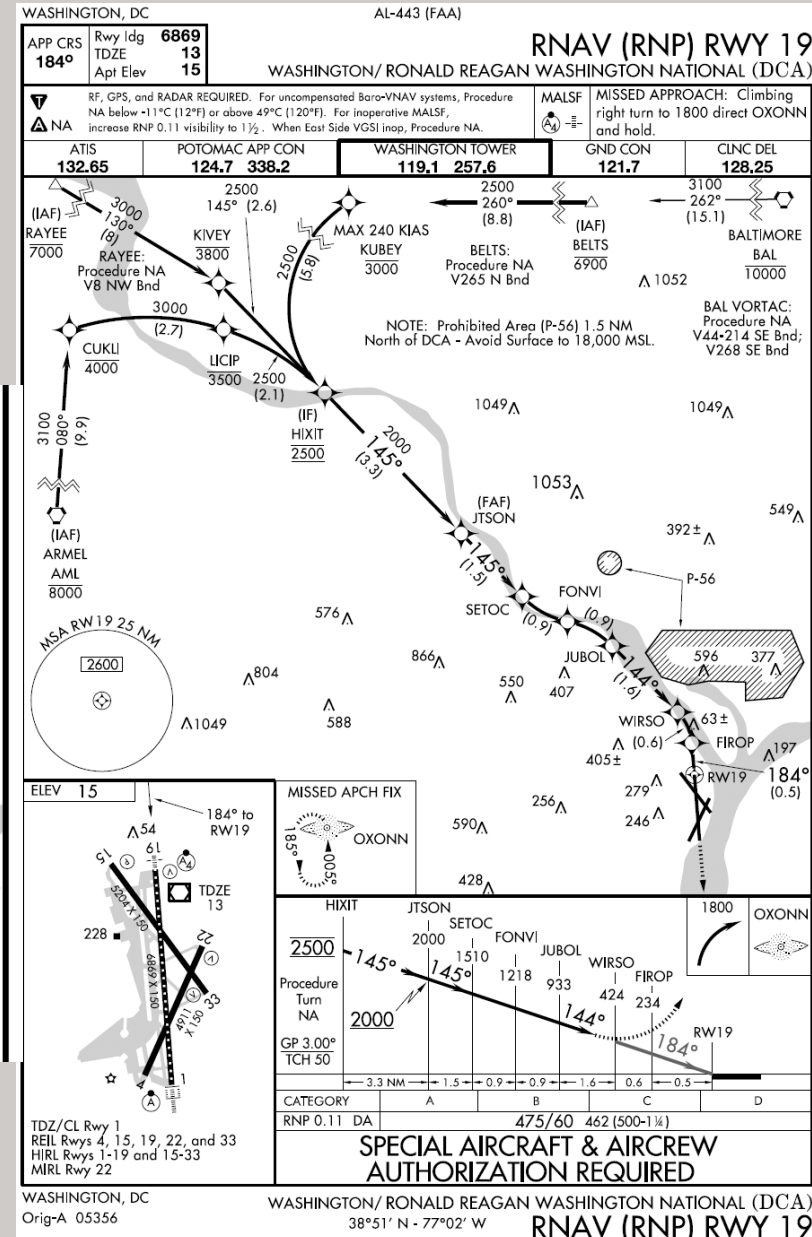 WASHINGTON, DC
AL-443 (FAA)
APP CRS
184°
Rwy ldg 6869
TDZE 13
Apt Elev 15
RNAV (RNP) RWY 19
WASHINGTON/ RONALD REAGAN WASHINGTON NATIONAL (DCA)
T
A NA
RF, GPS, and RADAR REQUIRED. For uncompensated Baro-VNAV systems, Procedure
NA below -11°C (12°F) or above 49°C (120°F). For inoperative MALSF,
increase RNP 0.11 visibility to 1½. When East Side VGSI inop, Procedure NA.
MALSF
A4
MISSED APPROACH: Climbing
right turn to 1800 direct OXONN
and hold.
ATIS
132.65
POTOMAC APP CON
124.7 338.2
WASHINGTON TOWER
119.1 257.6
GND CON
121.7
CLNC DEL
128.25
(IAF)
RAYEE
7000
3000
130°
(8)
RAYEE:
Procedure NA
V8 NW Bnd
2500
145° (2.6)
KIVEY
3800
MAX 240 KIAS
KUBEY
3000
2500
(5.8)
2500
260°
(8.8)
BELTS:
Procedure NA
V265 N Bnd
(IAF)
BELTS
6900
3100
262°
(15.1)
BALTIMORE
BAL
10000
1052
BAL VORTAC:
Procedure NA
V44-214 SE Bnd;
V268 SE Bnd
NOTE: Prohibited Area (P-56) 1.5 NM
North of DCA - Avoid Surface to 18,000 MSL.
3000
(2.7)
CUKLI
4000
LICIP
3500
2500
(2.1)
(IF)
HIXIT
2500
3100
080°
(9.9)
(IAF)
ARMEL
AML
8000
2000
145°
(3.3)
1049
1049
1053
549
392±
(FAF)
JTSON
145°
(1.5)
SETOC
(0.9)
FONVI
(0.9)
JUBOL
P-56
596
377
144°
(1.6)
WIRSO
(0.6)
63±
FIROP
197
RW19
184°
(0.5)
576
866
804
588
1049
550
407
405±
279
246
256
590
428
MSA RW19 25 NM
2600
ELEV 15
184° to
RW19
54
15
19
P
V
A4
TDZE
13
5204 X 150
228
6869 X 150
22
V
V
33
4911
X 150
4
1
A
TDZ/CL Rwy 1
REIL Rwys 4, 15, 19, 22, and 33
HIRL Rwys 1-19 and 15-33
MIRL Rwy 22
MISSED APCH FIX
OXONN
185°
005°
HIXIT
2500
Procedure
Turn
NA
GP 3.00°
TCH 50
JTSON
2000
SETOC
1510
FONVI
1218
JUBOL
933
WIRSO
424
FIROP
234
RW19
145°
145°
2000
144°
184°
1800
OXONN
3.3 NM
1.5
0.9
0.9
1.6
0.6
0.5
CATEGORY A B C D
RNP 0.11 DA 475/60 462 (500-1¼)
SPECIAL AIRCRAFT & AIRCREW
AUTHORIZATION REQUIRED
WASHINGTON, DC
Orig-A 05356
WASHINGTON/ RONALD REAGAN WASHINGTON NATIONAL (DCA)
38°51' N - 77°02' W
RNAV (RNP) RWY 19